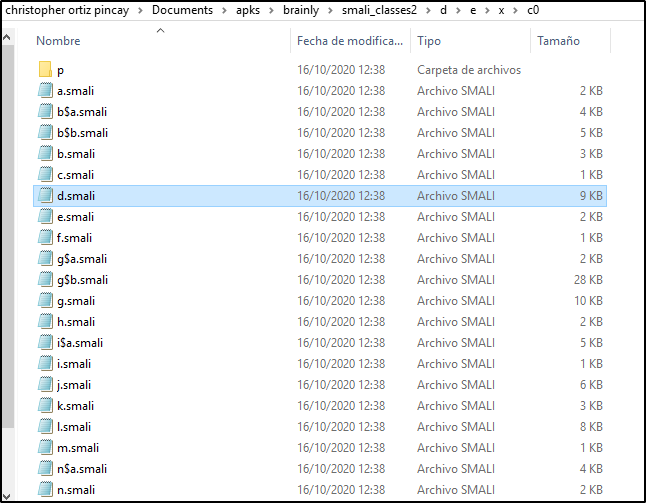 christopher ortiz pincay > Documents > apks > brainly > smali_classes2 > d > e > x > c0
Nombre Fecha de modifica... Tipo Tamaño
p 16/10/2020 12:38 Carpeta de archivos
a.smali 16/10/2020 12:38 Archivo SMALI 2 KB
b$a.smali 16/10/2020 12:38 Archivo SMALI 4 KB
b$b.smali 16/10/2020 12:38 Archivo SMALI 5 KB
b.smali 16/10/2020 12:38 Archivo SMALI 3 KB
c.smali 16/10/2020 12:38 Archivo SMALI 1 KB
d.smali 16/10/2020 12:38 Archivo SMALI 9 KB
e.smali 16/10/2020 12:38 Archivo SMALI 2 KB
f.smali 16/10/2020 12:38 Archivo SMALI 1 KB
g$a.smali 16/10/2020 12:38 Archivo SMALI 2 KB
g$b.smali 16/10/2020 12:38 Archivo SMALI 28 KB
g.smali 16/10/2020 12:38 Archivo SMALI 10 KB
h.smali 16/10/2020 12:38 Archivo SMALI 2 KB
i$a.smali 16/10/2020 12:38 Archivo SMALI 5 KB
i.smali 16/10/2020 12:38 Archivo SMALI 1 KB
j.smali 16/10/2020 12:38 Archivo SMALI 6 KB
k.smali 16/10/2020 12:38 Archivo SMALI 3 KB
l.smali 16/10/2020 12:38 Archivo SMALI 8 KB
m.smali 16/10/2020 12:38 Archivo SMALI 1 KB
n$a.smali 16/10/2020 12:38 Archivo SMALI 4 KB
n.smali 16/10/2020 12:38 Archivo SMALI 2 KB